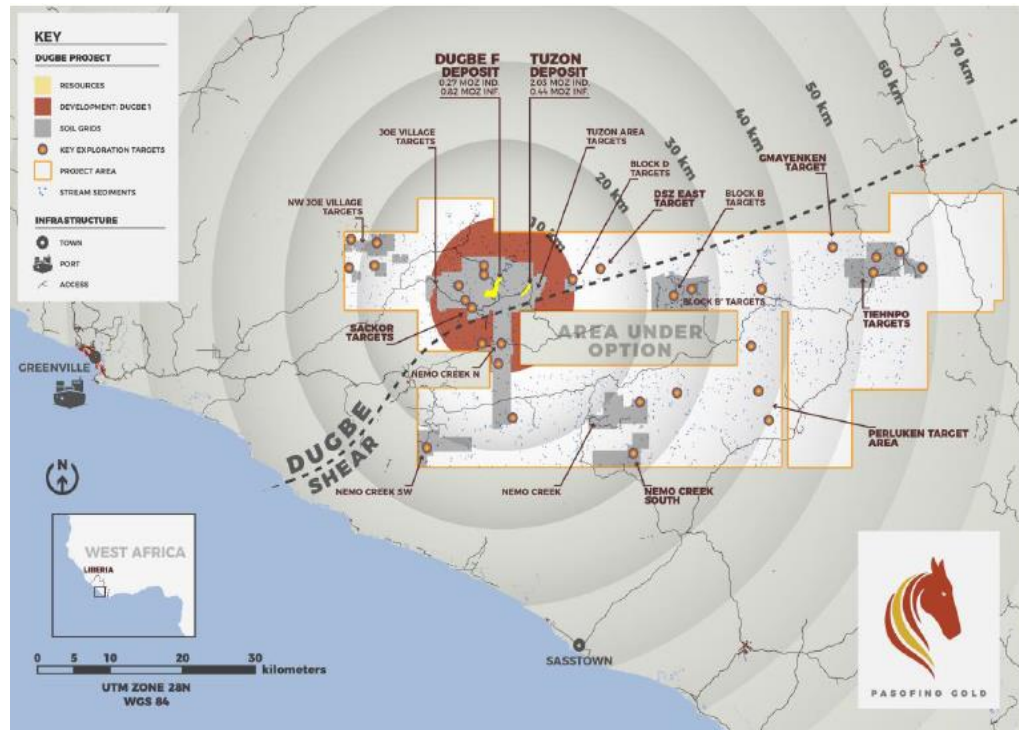 KEY
DUGBE PROJECT
RESOURCES
DEVELOPMENT: DUGBE 1
SOIL GRIDS
KEY EXPLORATION TARGETS
PROJECT AREA
STREAM SEDIMENTS
INFRASTRUCTURE
TOWN
PORT
ACCESS
DUGBE F
DEPOSIT
0.27 MOZ IND.
0.82 MOZ INF.
TUZON
DEPOSIT
2.03 MOZ IND.
0.44 MOZ INF.
JOE VILLAGE
TARGETS
TUZON AREA
TARGETS
BLOCK D
TARGETS
DSZ EAST
TARGET
BLOCK B
TARGETS
GMAYENKEN
TARGET
NW JOE VILLAGE
TARGETS
10 km
20 km
30 km
40 km
50 km
60 km
70 km
BLOCK B' TARGETS
TIEHNPO
TARGETS
SACKOR
TARGETS
AREA UNDER
OPTION
NEMO CREEK N
GREENVILLE
DUGBE
SHEAR
PERLUKEN TARGET
AREA
NEMO CREEK SW
NEMO CREEK
NEMO CREEK
SOUTH
N
WEST AFRICA
LIBERIA
0 5 10 20 30
kilometers
UTM ZONE 28N
WGS 84
SASSTOWN
PASOFINO GOLD